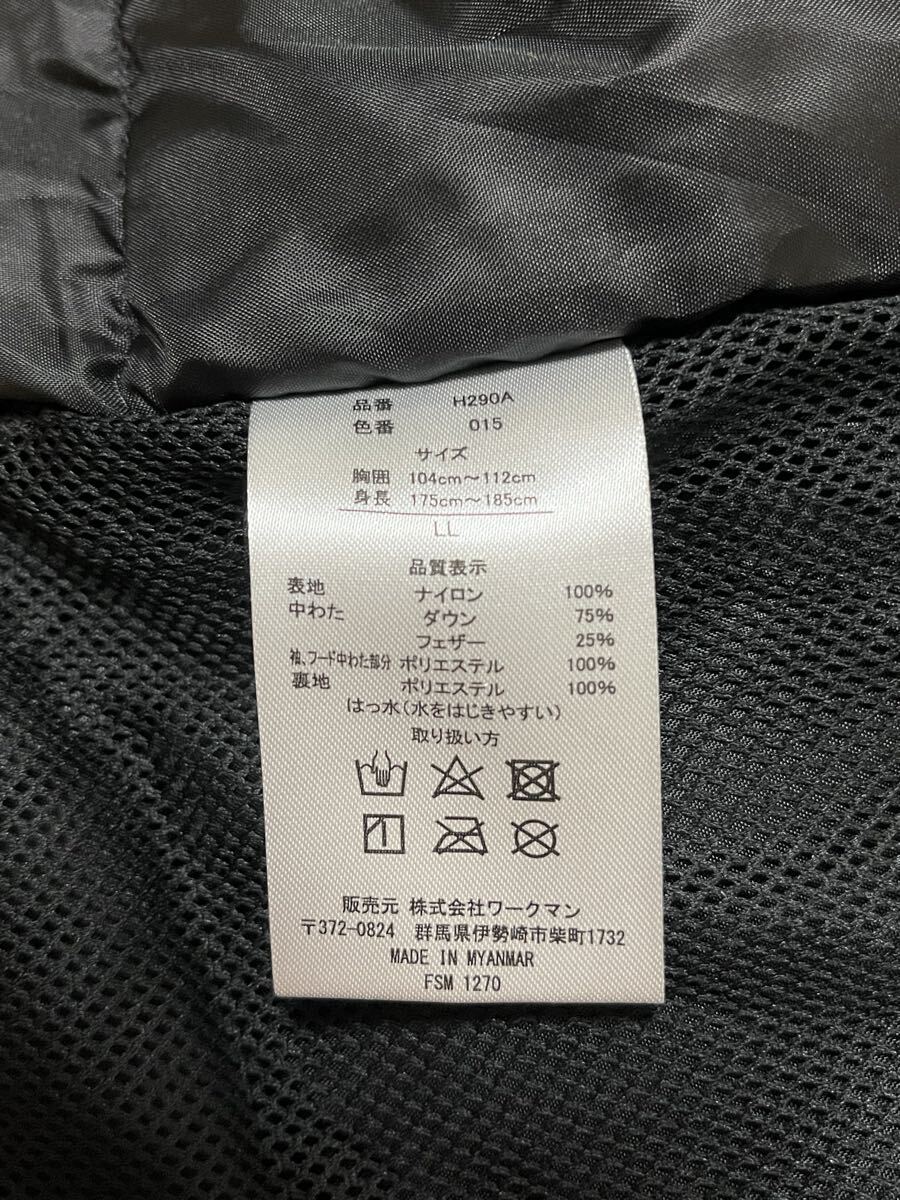 品番 H290A
色番 015
サイズ
胸囲 104cm～112cm
身長 175cm～185cm
LL
品質表示
表地 ナイロン 100%
中わた ダウン 75%
フェザー 25%
袖、フード中わた部分 ポリエステル 100%
裏地 ポリエステル 100%
はっ水(水をはじきやすい)
取り扱い方
販売元 株式会社ワークマン
〒372-0824 群馬県伊勢崎市柴町1732
MADE IN MYANMAR
FSM 1270